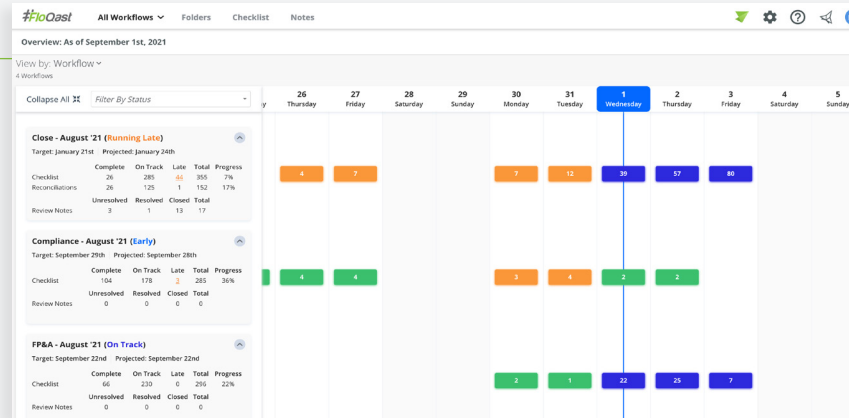 FloQast All Workflows Folders Checklist Notes
Overview: As of September 1st, 2021
View by: Workflow
4 Workflows
Collapse All Filter By Status
26 27 28 29 30 31 1 2 3 4 5
Thursday Friday Saturday Sunday Monday Tuesday Wednesday Thursday Friday Saturday Sunday
Close - August '21 (Running Late)
Target: January 21st Projected: January 24th
Complete On Track Late Total Progress
Checklist 26 285 44 355 7%
Reconciliations 26 125 1 152 17%
Unresolved Resolved Closed Total
Review Notes 3 1 13 17
4 7 7 12 39 57 80
Compliance - August '21 (Early)
Target: September 29th Projected: September 28th
Complete On Track Late Total Progress
Checklist 104 178 3 285 36%
Unresolved Resolved Closed Total
Review Notes 0 0 0 0
4 4 3 4 2 2
FP&A - August '21 (On Track)
Target: September 22nd Projected: September 22nd
Complete On Track Late Total Progress
Checklist 66 230 0 296 22%
Unresolved Resolved Closed Total
Review Notes 0 0 0 0
2 1 22 25 7